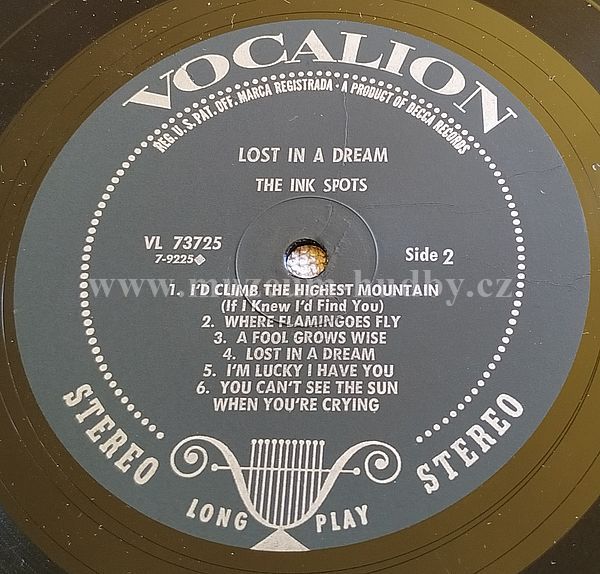 VOCALION
REG. U.S. PAT. OFF. MARCA REGISTRADA · A PRODUCT OF DECCA RECORDS
LOST IN A DREAM
THE INK SPOTS
VL 73725
7-9225◆
Side 2
1. I'D CLIMB THE HIGHEST MOUNTAIN
(If I Knew I'd Find You)
2. WHERE FLAMINGOES FLY
3. A FOOL GROWS WISE
4. LOST IN A DREAM
5. I'M LUCKY I HAVE YOU
6. YOU CAN'T SEE THE SUN
WHEN YOU'RE CRYING
STEREO
LONG PLAY
STEREO
www.muzeum-hudby.cz